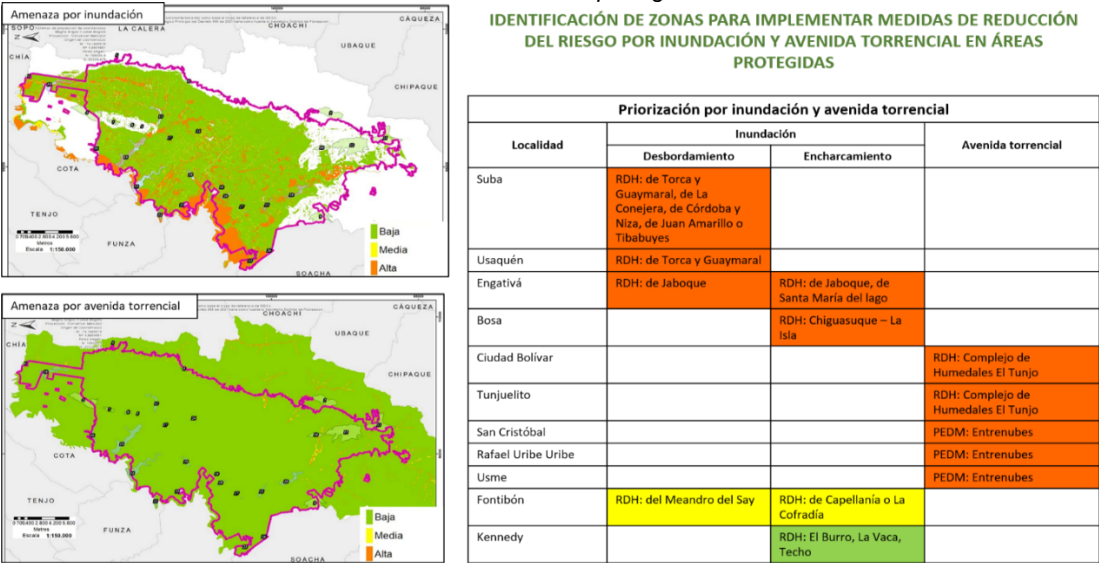 IDENTIFICACIÓN DE ZONAS PARA IMPLEMENTAR MEDIDAS DE REDUCCIÓN
DEL RIESGO POR INUNDACIÓN Y AVENIDA TORRENCIAL EN ÁREAS
PROTEGIDAS
Amenaza por inundación
SOPO
LA CALERA
CHOACHI
CÁQUEZA
UBAQUE
CHÍA
CHIPAQUE
COTA
TENJO
FUNZA
SOACHA
Metros
Escala 1:150.000
Baja
Media
Alta
Amenaza por avenida torrencial
CHOACHI
CÁQUEZA
UBAQUE
CHÍA
CHIPAQUE
COTA
TENJO
FUNZA
SOACHA
Metros
Escala 1:150.000
Baja
Media
Alta
Priorización por inundación y avenida torrencial
Localidad
Inundación
Avenida torrencial
Desbordamiento
Encharcamiento
Suba
RDH: de Torca y
Guaymaral, de La
Conejera, de Córdoba y
Niza, de Juan Amarillo o
Tibabuyes
Usaquén
RDH: de Torca y Guaymaral
Engativá
RDH: de Jaboque
RDH: de Jaboque, de
Santa María del lago
Bosa
RDH: Chiguasuque – La
Isla
Ciudad Bolívar
RDH: Complejo de
Humedales El Tunjo
Tunjuelito
RDH: Complejo de
Humedales El Tunjo
San Cristóbal
PEDM: Entrenubes
Rafael Uribe Uribe
PEDM: Entrenubes
Usme
PEDM: Entrenubes
Fontibón
RDH: del Meandro del Say
RDH: de Capellanía o La
Cofradía
Kennedy
RDH: El Burro, La Vaca,
Techo